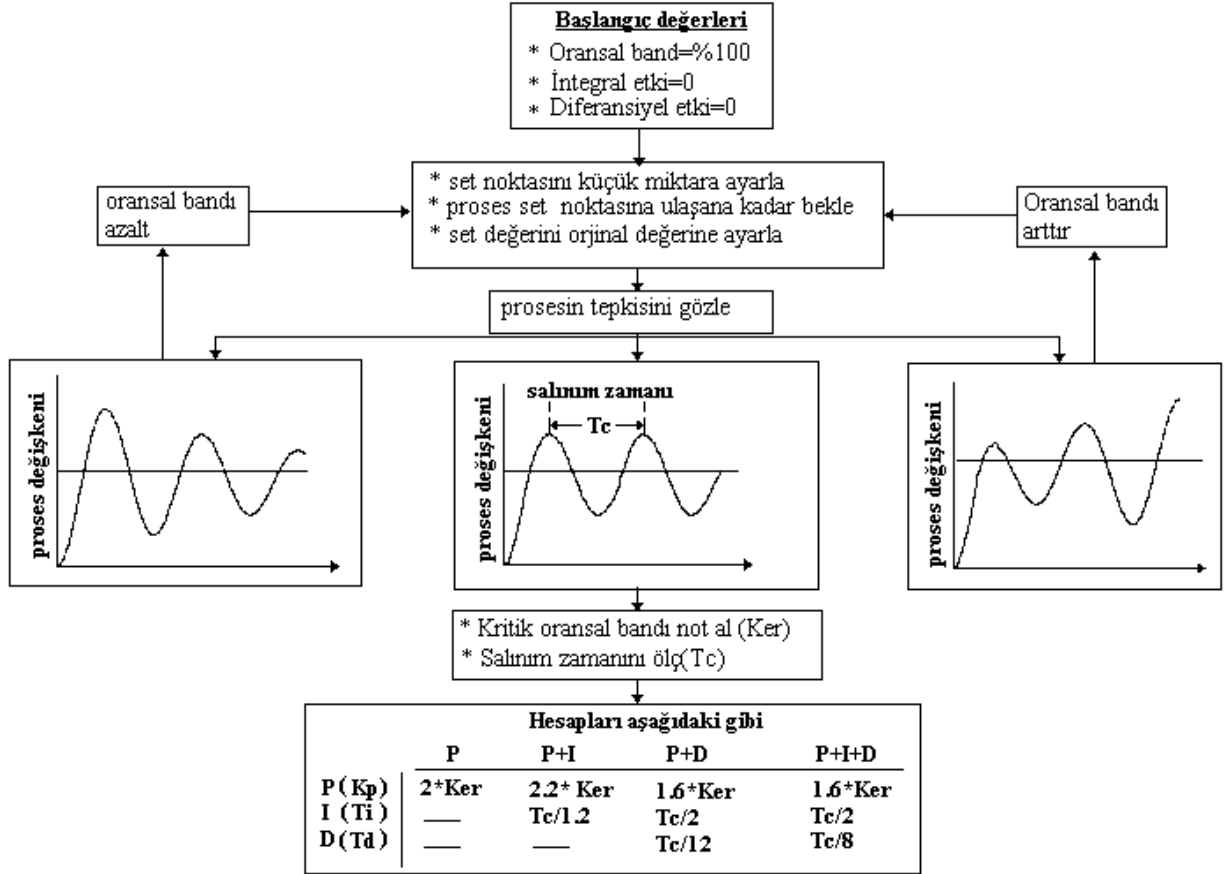 Başlangıç değerleri
* Oransal band=%100
* İntegral etki=0
* Diferansiyel etki=0
* set noktasını küçük miktara ayarla
* proses set noktasına ulaşana kadar bekle
* set değerini orjinal değerine ayarla
oransal bandı
azalt
Oransal bandı
arttır
prosesin tepkisini gözle
proses değişkeni
salınım zamanı
Tc
proses değişkeni
proses değişkeni
* Kritik oransal bandı not al (Ker)
* Salınım zamanını ölç(Tc)
Hesapları aşağıdaki gibi
P P+I P+D P+I+D
P(Kp) 2*Ker 2.2* Ker 1.6*Ker 1.6*Ker
I (Ti) — Tc/1.2 Tc/2 Tc/2
D(Td) — — Tc/12 Tc/8